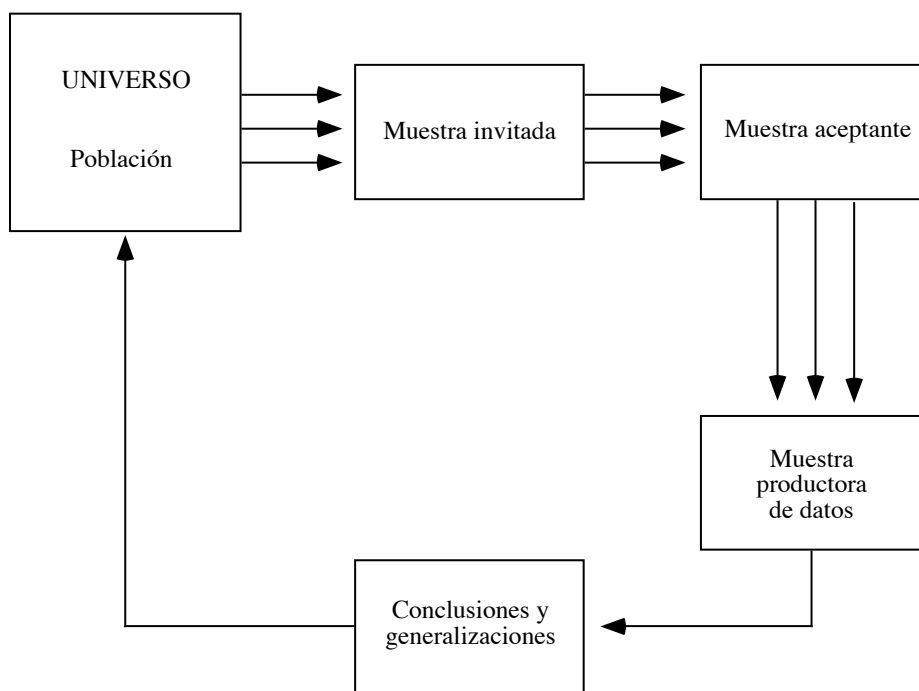 UNIVERSO
Población
Muestra invitada
Muestra aceptante
Muestra
productora
de datos
Conclusiones y
generalizaciones